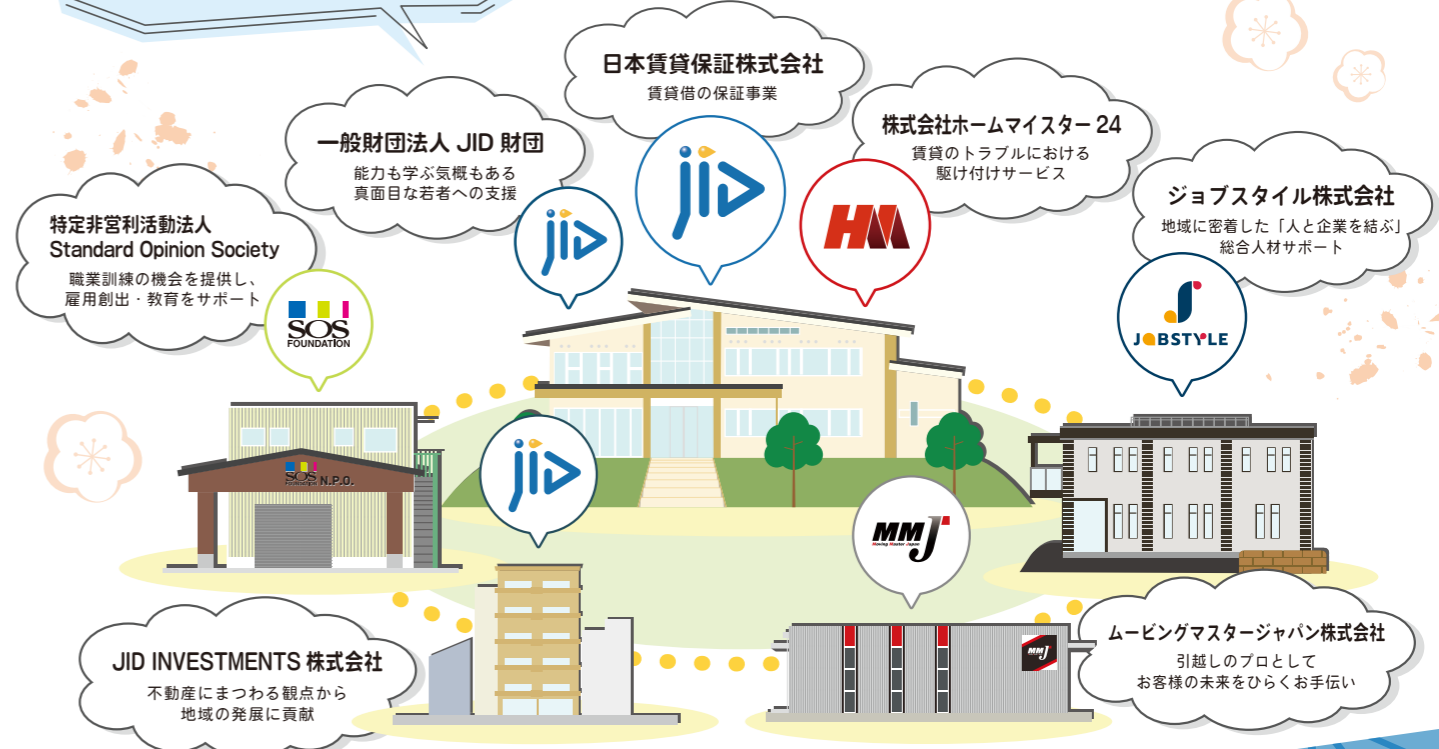 日本賃貸保証株式会社
賃貸借の保証事業
一般財団法人 JID 財団
能力も学ぶ気概もある
真面目な若者への支援
株式会社ホームマイスター 24
賃貸のトラブルにおける
駆け付けサービス
特定非営利活動法人
Standard Opinion Society
職業訓練の機会を提供し、
雇用創出・教育をサポート
ジョブスタイル株式会社
地域に密着した「人と企業を結ぶ」
総合人材サポート
jID
jID
HM
SOS
FOUNDATION
JOBSTYLE
SOS
FOUNDATION
N.P.O.
jID
MMJ
Moving Master Japan
MMJ
JID INVESTMENTS 株式会社
不動産にまつわる観点から
地域の発展に貢献
ムービングマスタージャパン株式会社
引越しのプロとして
お客様の未来をひらくお手伝い